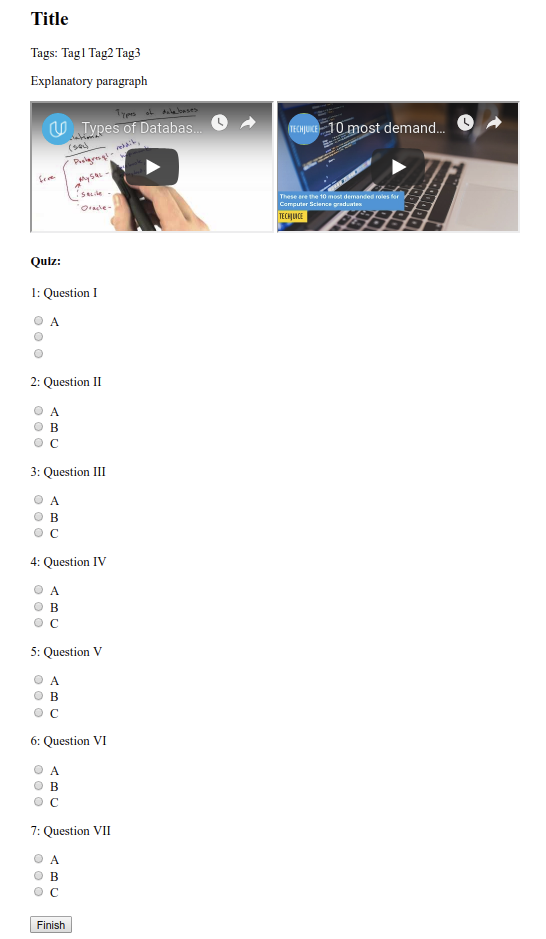 Title
Tags: Tag1 Tag2 Tag3
Explanatory paragraph
Types of databases
Types of Databas...
(SQL)
free
Postgresql -
MySQL -
SQLite -
Oracle -
TECHJUICE
10 most demand...
These are the 10 most demanded roles for
Computer Science graduates
TECHJUICE
Quiz:
1: Question I
A
2: Question II
A
B
C
3: Question III
A
B
C
4: Question IV
A
B
C
5: Question V
A
B
C
6: Question VI
A
B
C
7: Question VII
A
B
C
Finish